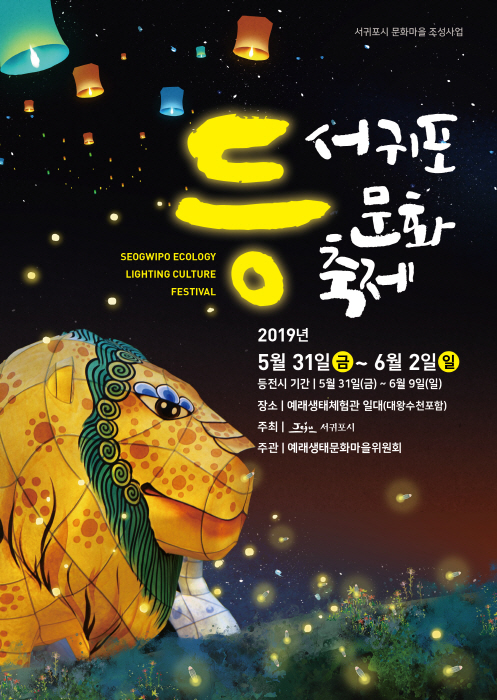 서귀포시 문화마을 조성사업
서귀포
등
문화
축제
SEOGWIPO ECOLOGY
LIGHTING CULTURE
FESTIVAL
2019년
5월 31일 금 ~ 6월 2일 일
등전시 기간 | 5월 31일(금) ~ 6월 9일(일)
장소 | 예래생태체험관 일대(대왕수천포함)
주최 | Jeju 서귀포시
주관 | 예래생태문화마을위원회